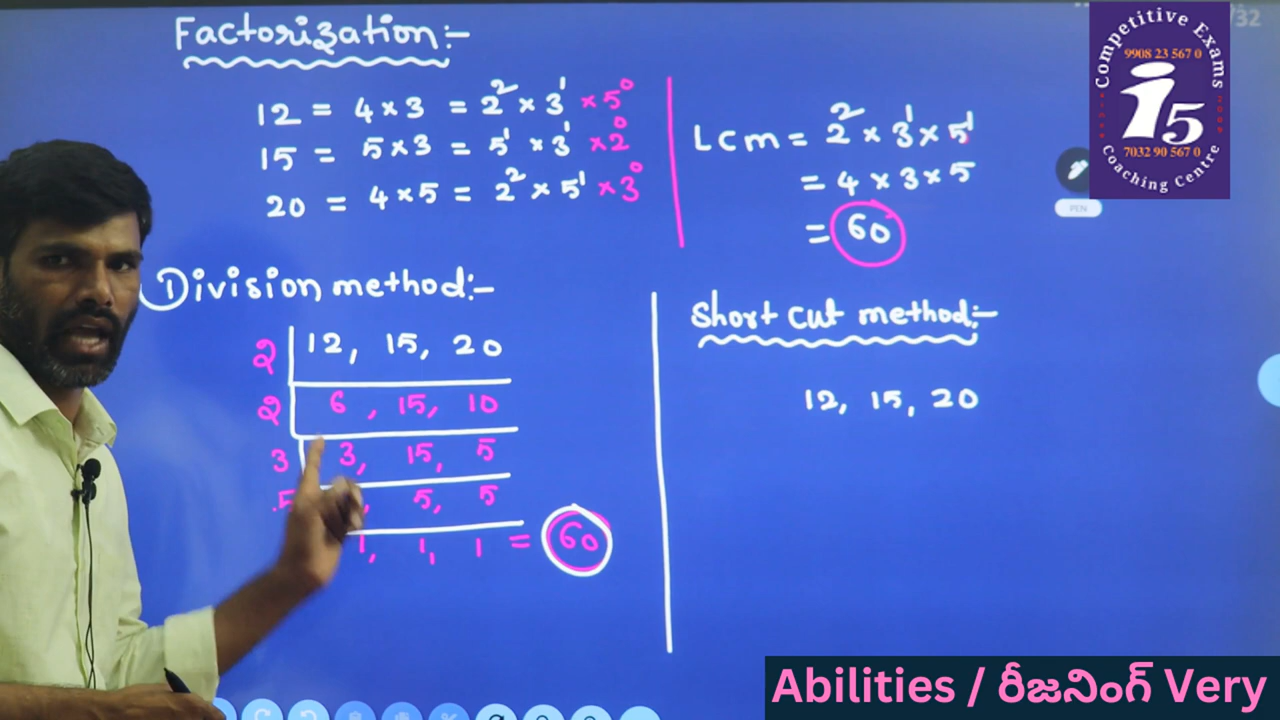 Factorization:-
12 = 4 × 3 = 2² × 3¹ × 5⁰
15 = 5 × 3 = 5¹ × 3¹ × 2⁰
20 = 4 × 5 = 2² × 5¹ × 3⁰
Lcm = 2² × 3¹ × 5¹
= 4 × 3 × 5
= 60
Division method:-
2 | 12, 15, 20
2 | 6, 15, 10
3 | 3, 15, 5
5 | , 5, 5
1, 1, 1 = 60
Short cut method:-
12, 15, 20
Competitive Exams
9908 23 567 0
i5
7032 90 567 0
Coaching Centre
PEN
/32
Abilities / రీజనింగ్ Very